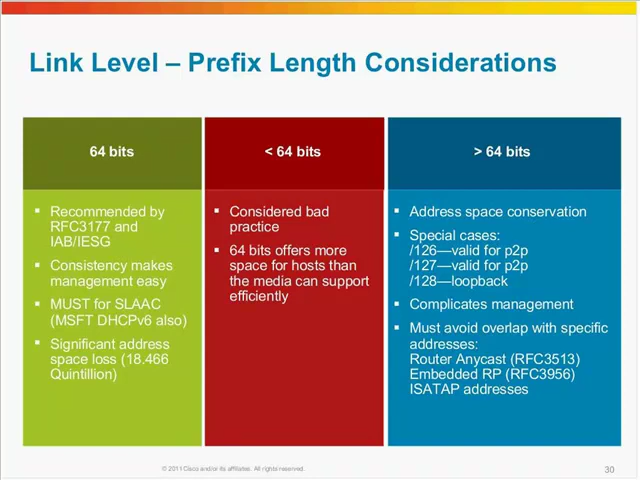 Link Level – Prefix Length Considerations
64 bits
< 64 bits
> 64 bits
▪ Recommended by
RFC3177 and
IAB/IESG
▪ Consistency makes
management easy
▪ MUST for SLAAC
(MSFT DHCPv6 also)
▪ Significant address
space loss (18.466
Quintillion)
▪ Considered bad
practice
▪ 64 bits offers more
space for hosts than
the media can support
efficiently
▪ Address space conservation
▪ Special cases:
/126—valid for p2p
/127—valid for p2p
/128—loopback
▪ Complicates management
▪ Must avoid overlap with specific
addresses:
Router Anycast (RFC3513)
Embedded RP (RFC3956)
ISATAP addresses
© 2011 Cisco and/or its affiliates. All rights reserved.
30